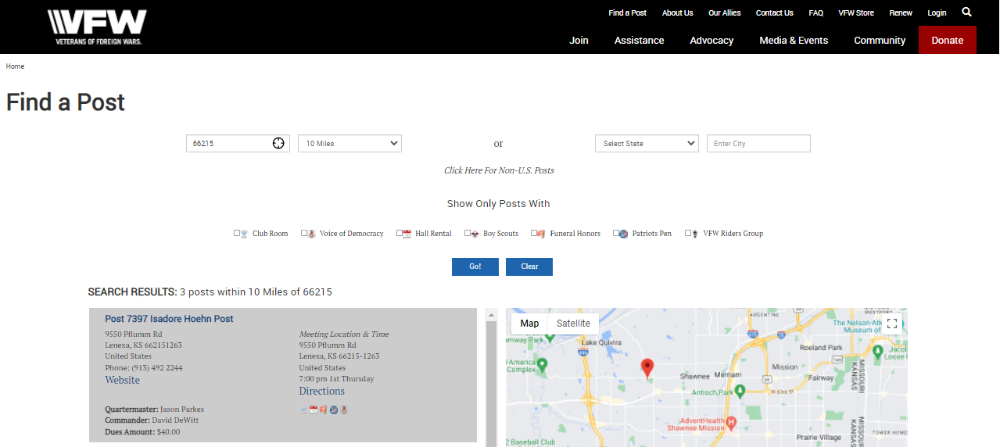 VFW
VETERANS OF FOREIGN WARS.
Find a Post About Us Our Allies Contact Us FAQ VFW Store Renew Login
Join Assistance Advocacy Media & Events Community Donate
Home
Find a Post
66215 10 Miles or Select State Enter City
Click Here For Non-U.S. Posts
Show Only Posts With
Club Room Voice of Democracy Hall Rental Boy Scouts Funeral Honors Patriots Pen VFW Riders Group
Go! Clear
SEARCH RESULTS: 3 posts within 10 Miles of 66215
Post 7397 Isadore Hoehn Post
9550 Pflumm Rd
Lenexa, KS 662151263
United States
Phone: (913) 492 2244
Website
Quartermaster: Jason Parkes
Commander: David DeWitt
Dues Amount: $40.00
Meeting Location & Time
9550 Pflumm Rd
Lenexa, KS 66215-1263
United States
7:00 pm 1st Thursday
Directions
Map Satellite
ARGENTINE
The Nelson-Atk
Museum of
Lake Quivira
Roeland Park
Jacob
Loose
l-America
Complex
Shawnee Merriam
Mission
Fairway
Antioch Park
MISSOURI
KANSAS
AdventHealth
Shawnee Mission
Prairie Village
MISSOUR
KANSAS
TOWER HOME
2 Baseball Club